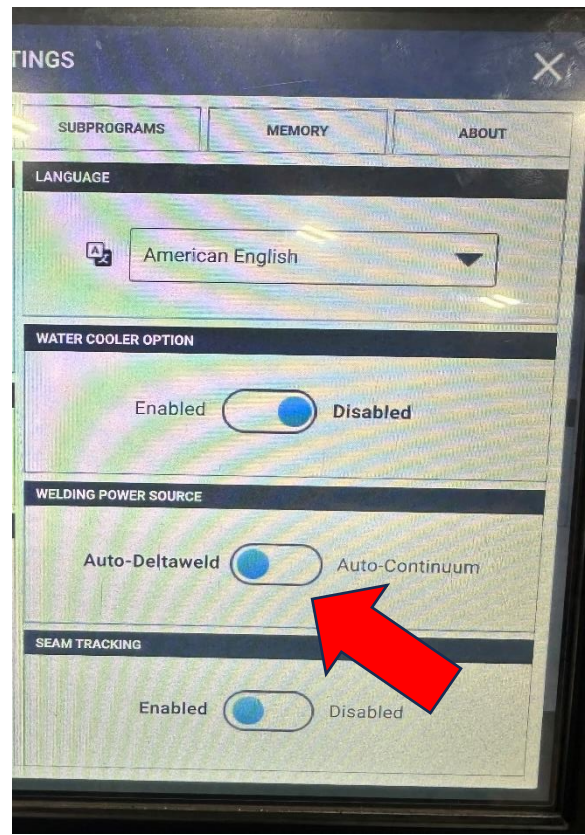 TINGS
SUBPROGRAMS MEMORY ABOUT
LANGUAGE
American English
WATER COOLER OPTION
Enabled Disabled
WELDING POWER SOURCE
Auto-Deltaweld Auto-Continuum
SEAM TRACKING
Enabled Disabled